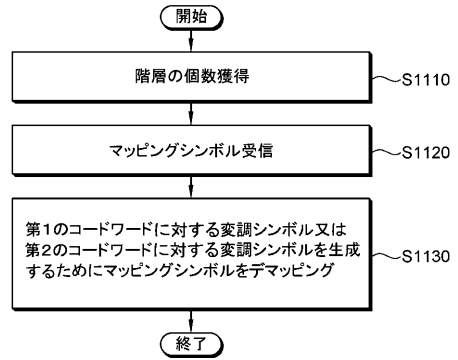 開始
階層の個数獲得
S1110
マッピングシンボル受信
S1120
第1のコードワードに対する変調シンボル又は
第2のコードワードに対する変調シンボルを生成
するためにマッピングシンボルをデマッピング
S1130
終了